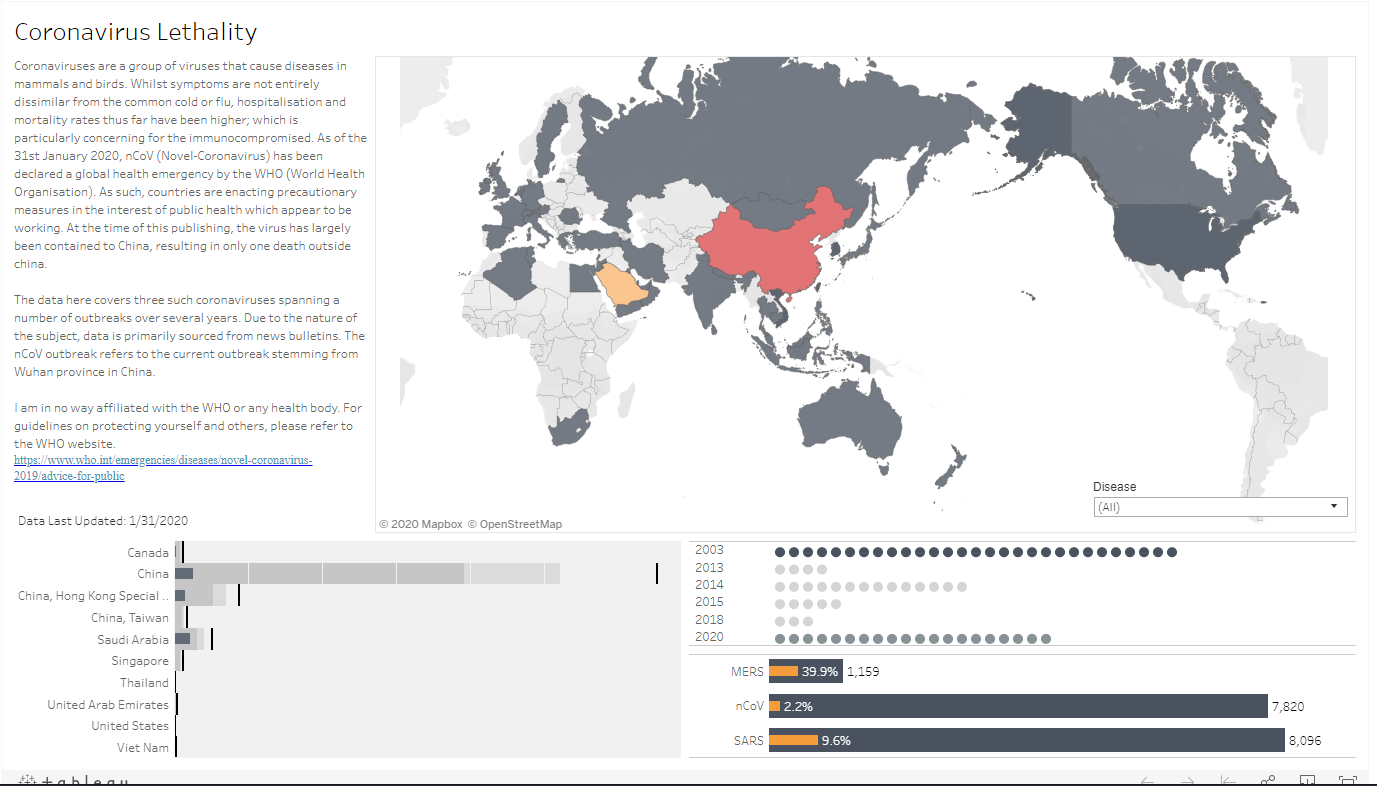 Coronavirus Lethality
Coronaviruses are a group of viruses that cause diseases in
mammals and birds. Whilst symptoms are not entirely
dissimilar from the common cold or flu, hospitalisation and
mortality rates thus far have been higher; which is
particularly concerning for the immunocompromised. As of the
31st January 2020, nCoV (Novel-Coronavirus) has been
declared a global health emergency by the WHO (World Health
Organisation). As such, countries are enacting precautionary
measures in the interest of public health which appear to be
working. At the time of this publishing, the virus has largely
been contained to China, resulting in only one death outside
china.
The data here covers three such coronaviruses spanning a
number of outbreaks over several years. Due to the nature of
the subject, data is primarily sourced from news bulletins. The
nCoV outbreak refers to the current outbreak stemming from
Wuhan province in China.
I am in no way affiliated with the WHO or any health body. For
guidelines on protecting yourself and others, please refer to
the WHO website.
https://www.who.int/emergencies/diseases/novel-coronavirus-
2019/advice-for-public
Data Last Updated: 1/31/2020
Disease
(All)
© 2020 Mapbox © OpenStreetMap
Canada
China
China, Hong Kong Special ..
China, Taiwan
Saudi Arabia
Singapore
Thailand
United Arab Emirates
United States
Viet Nam
2003
2013
2014
2015
2018
2020
MERS 39.9% 1,159
nCoV 2.2% 7,820
SARS 9.6% 8,096
tableau